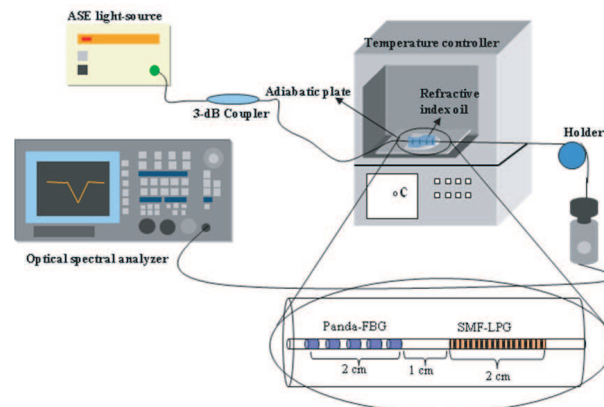 ASE light-source
Temperature controller
Adiabatic plate
Refractive
index oil
3-dB Coupler
Holder
C
Optical spectral analyzer
Panda-FBG
SMF-LPG
2 cm
1 cm
2 cm